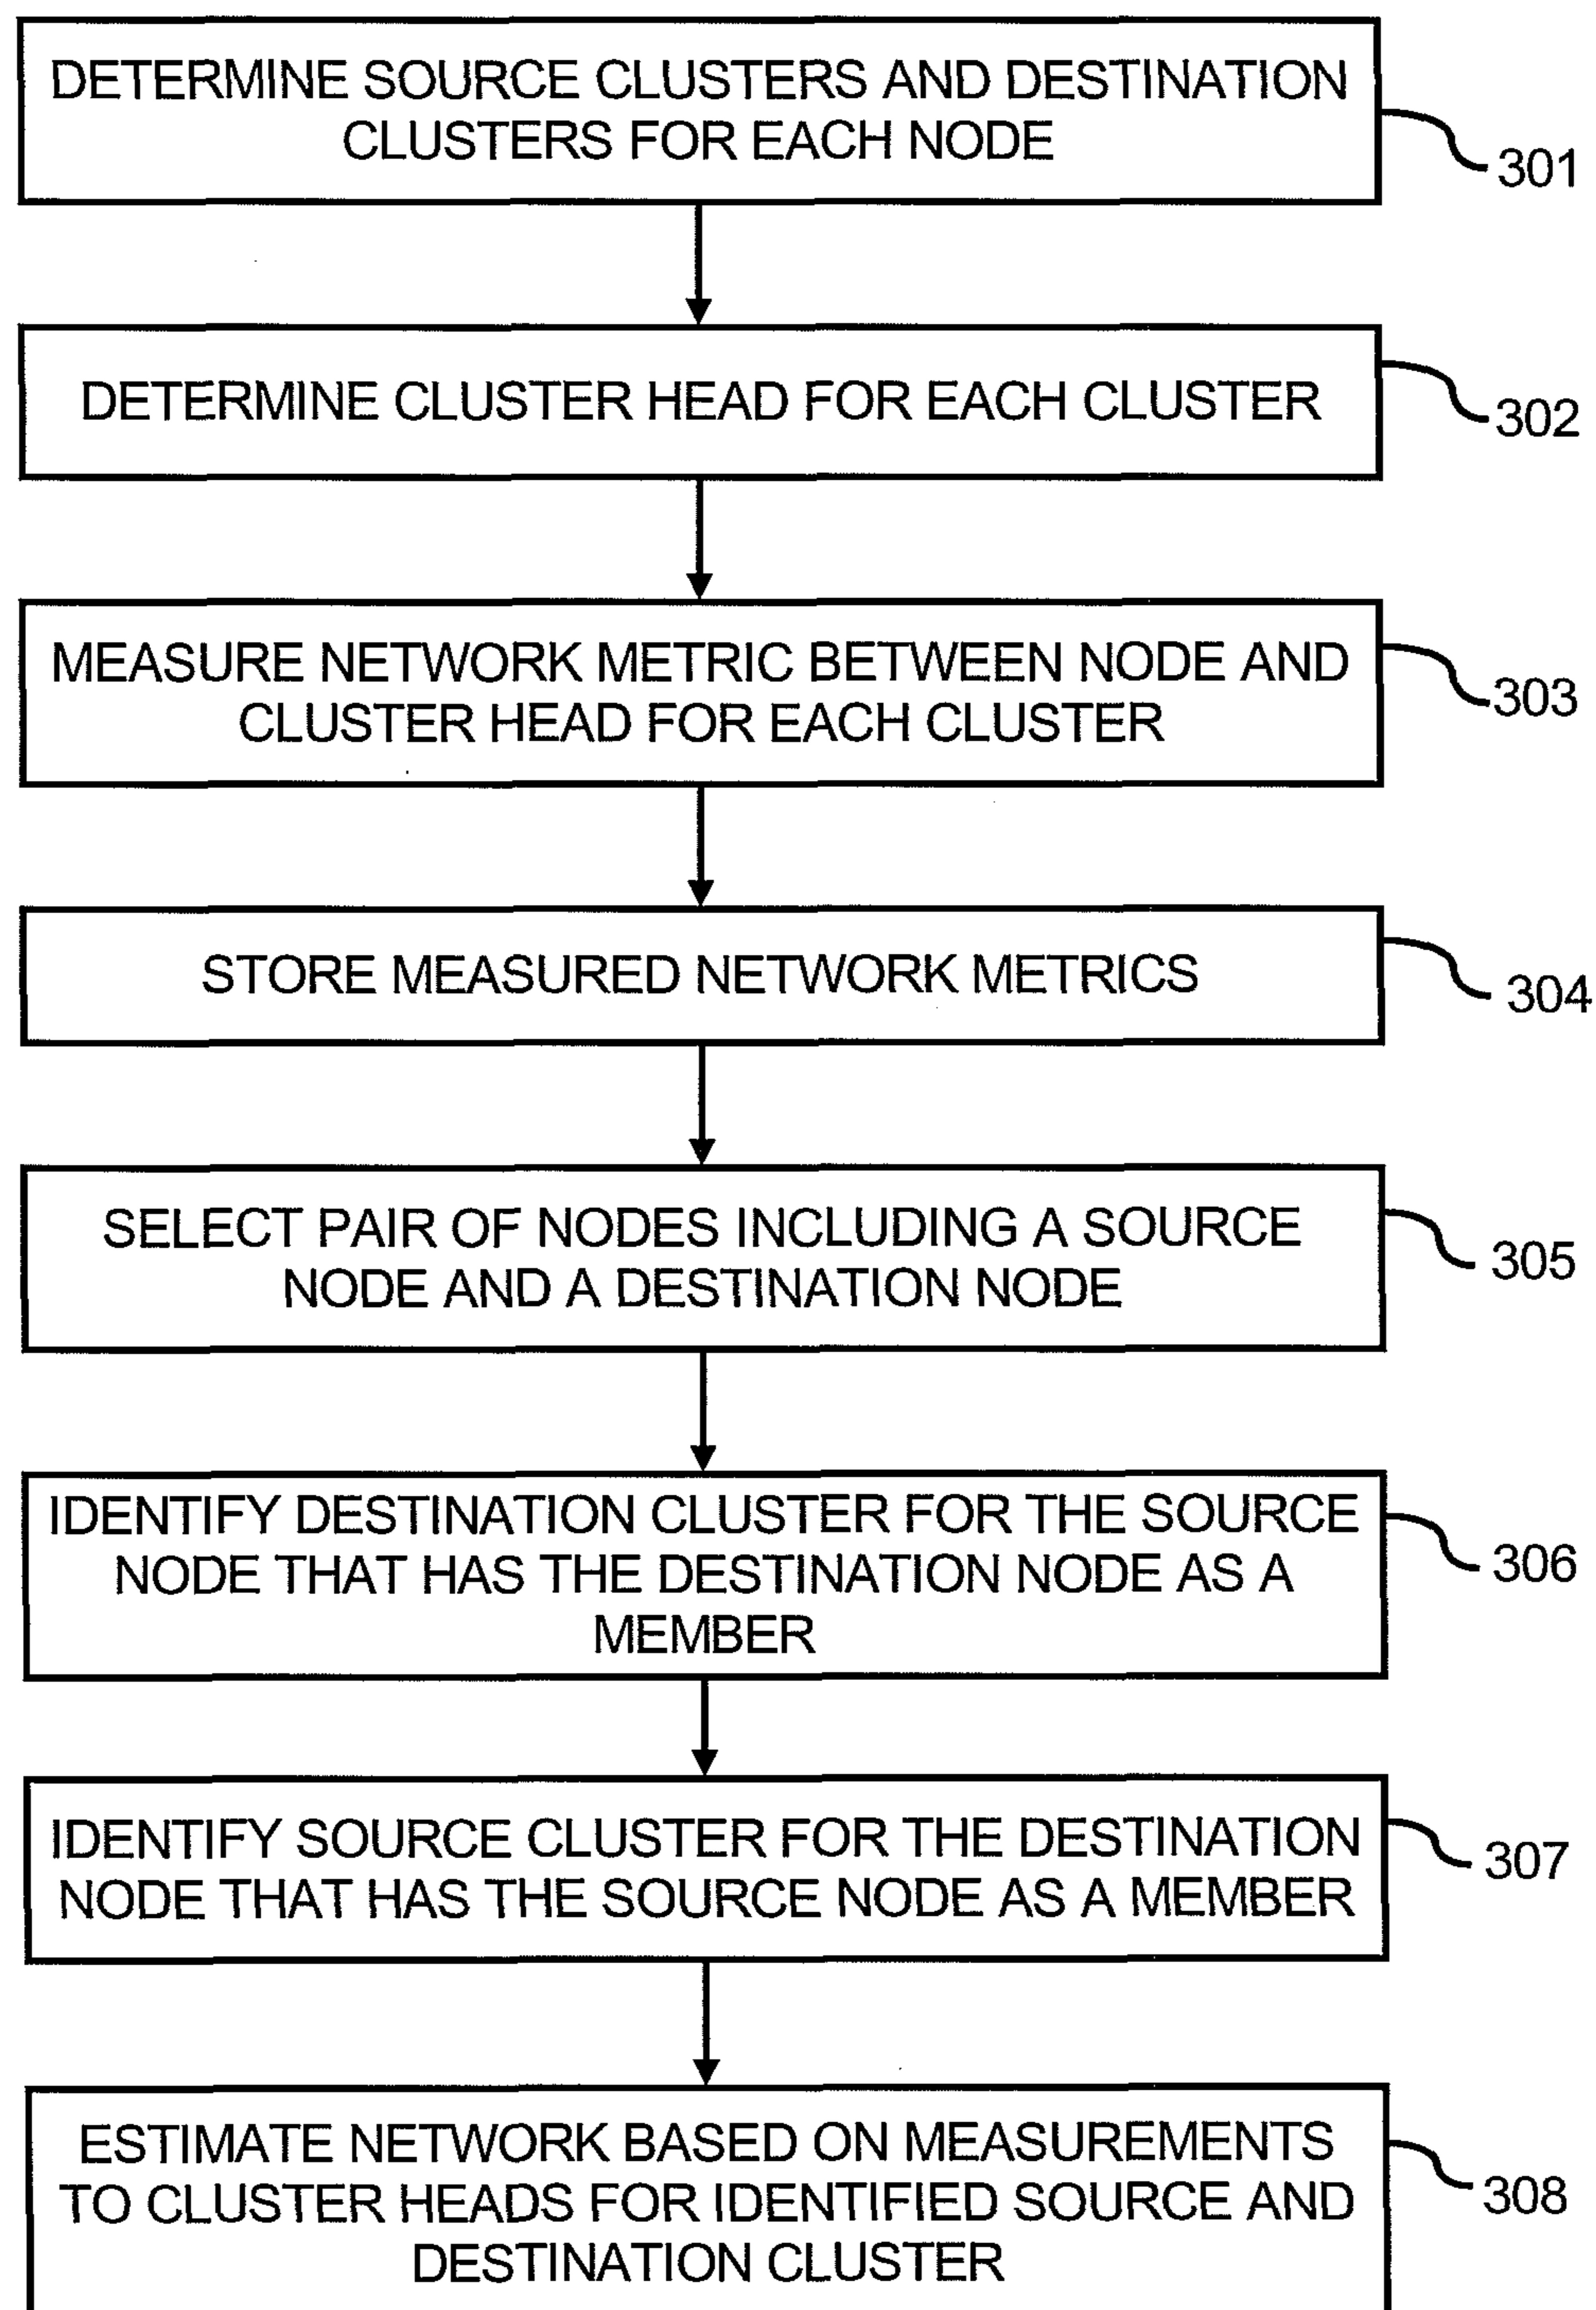 DETERMINE SOURCE CLUSTERS AND DESTINATION
CLUSTERS FOR EACH NODE
301
DETERMINE CLUSTER HEAD FOR EACH CLUSTER
302
MEASURE NETWORK METRIC BETWEEN NODE AND
CLUSTER HEAD FOR EACH CLUSTER
303
STORE MEASURED NETWORK METRICS
304
SELECT PAIR OF NODES INCLUDING A SOURCE
NODE AND A DESTINATION NODE
305
IDENTIFY DESTINATION CLUSTER FOR THE SOURCE
NODE THAT HAS THE DESTINATION NODE AS A
MEMBER
306
IDENTIFY SOURCE CLUSTER FOR THE DESTINATION
NODE THAT HAS THE SOURCE NODE AS A MEMBER
307
ESTIMATE NETWORK BASED ON MEASUREMENTS
TO CLUSTER HEADS FOR IDENTIFIED SOURCE AND
DESTINATION CLUSTER
308